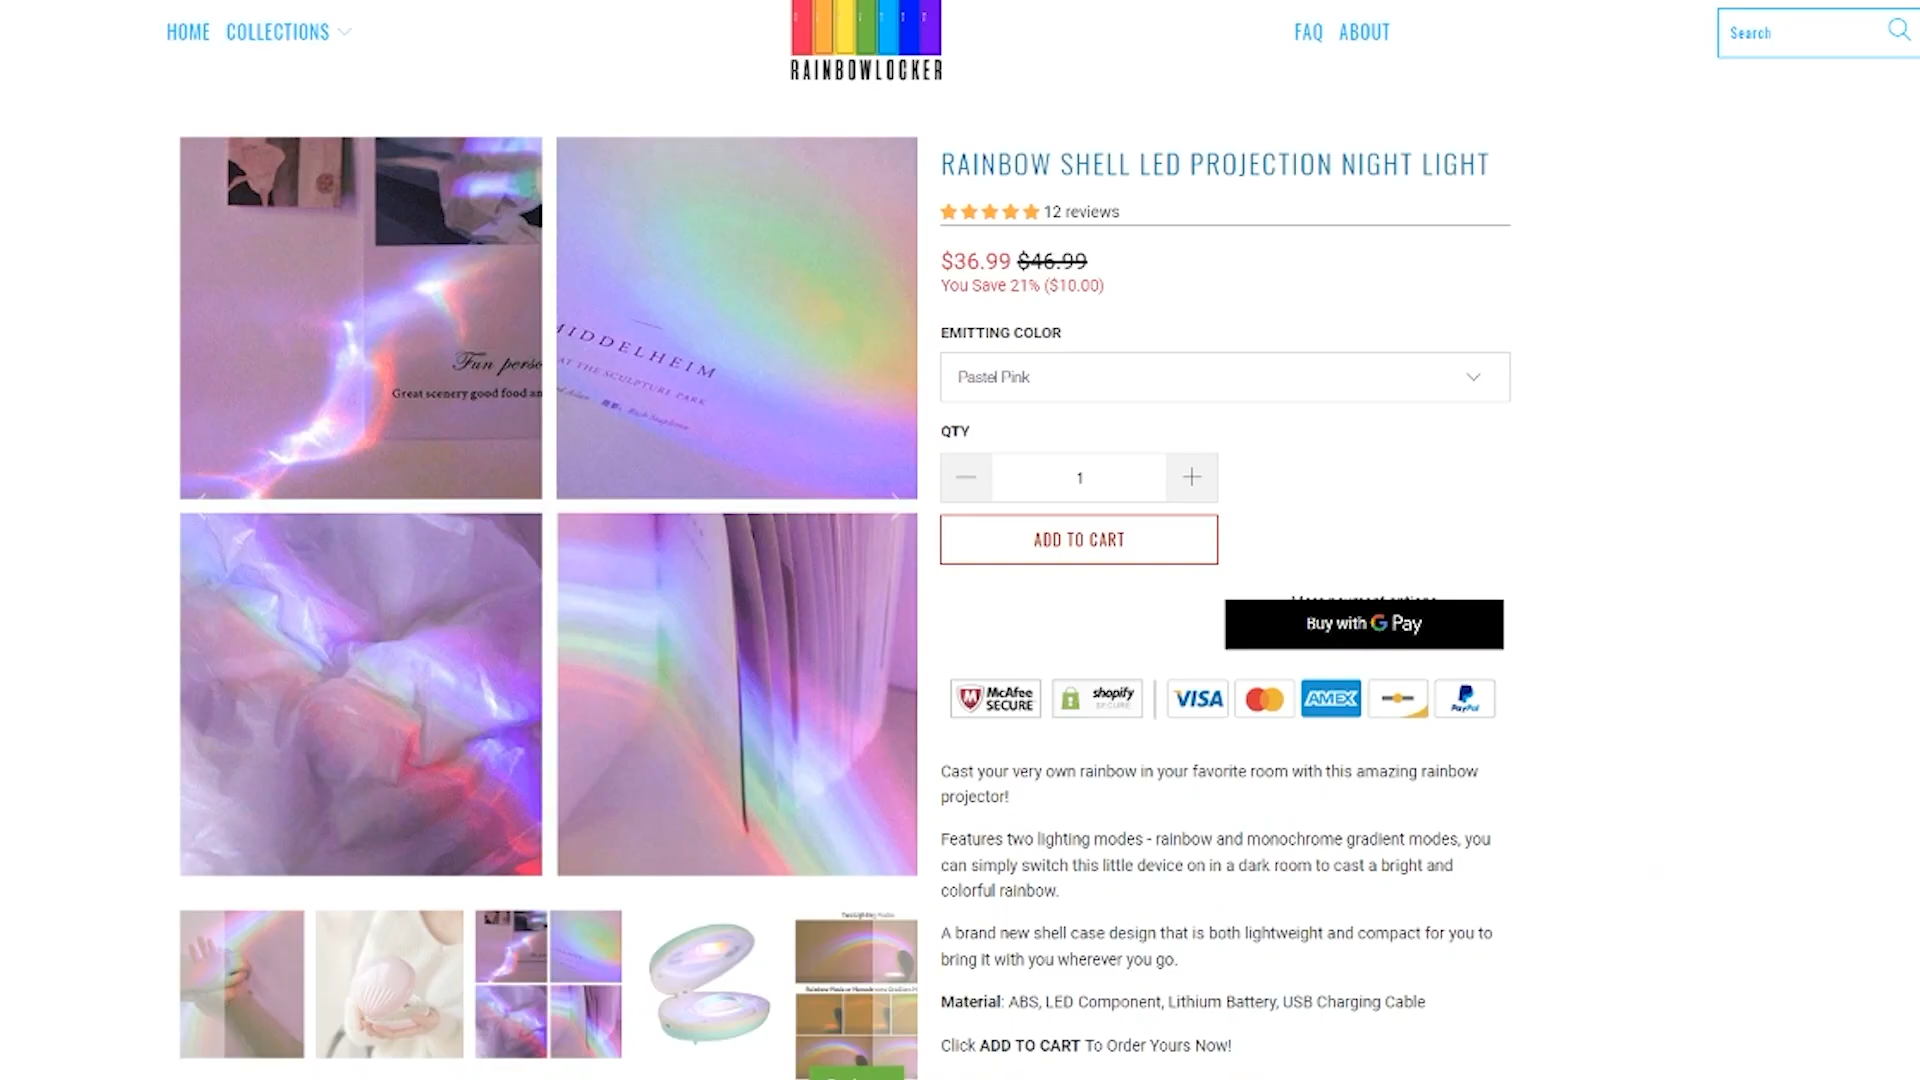 HOME COLLECTIONS
RAINBOWLOCKER
FAQ ABOUT
Search
Fun perso
Great scenery good food an
MIDDELHEIM
AT THE SCULPTURE PARK
RAINBOW SHELL LED PROJECTION NIGHT LIGHT
12 reviews
$36.99 $46.99
You Save 21% ($10.00)
EMITTING COLOR
Pastel Pink
QTY
1
ADD TO CART
More payment options
Buy with G Pay
McAfee SECURE
shopify SECURE
VISA
AMEX
PayPal
Cast your very own rainbow in your favorite room with this amazing rainbow
projector!
Features two lighting modes - rainbow and monochrome gradient modes, you
can simply switch this little device on in a dark room to cast a bright and
colorful rainbow.
A brand new shell case design that is both lightweight and compact for you to
bring it with you wherever you go.
Material: ABS, LED Component, Lithium Battery, USB Charging Cable
Click ADD TO CART To Order Yours Now!